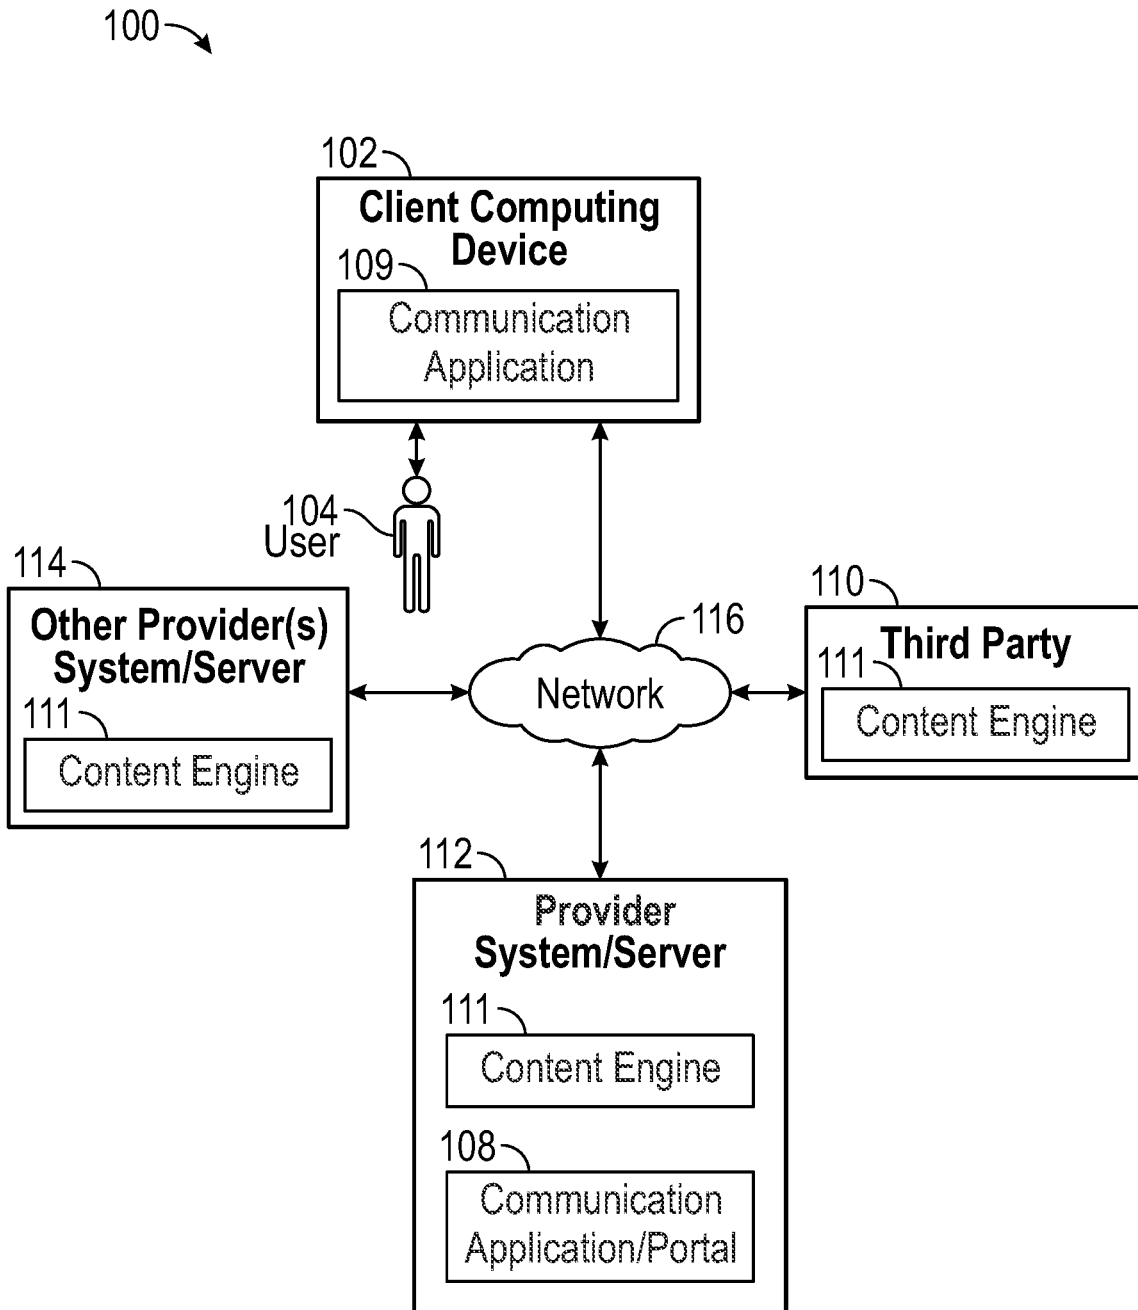 100
102
Client Computing
Device
109
Communication
Application
104
User
114
Other Provider(s)
System/Server
111
Content Engine
116
Network
110
Third Party
111
Content Engine
112
Provider
System/Server
111
Content Engine
108
Communication
Application/Portal